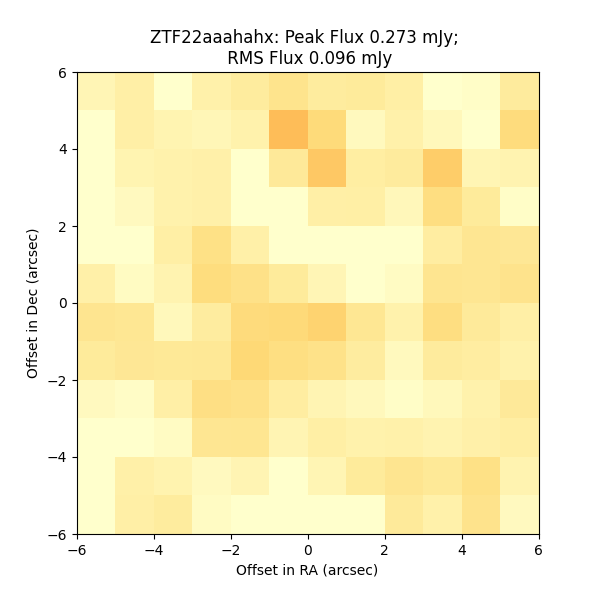 ZTF22aaahahx: Peak Flux 0.273 mJy;
RMS Flux 0.096 mJy
6
4
2
0
−2
−4
−6
Offset in Dec (arcsec)
−6 −4 −2 0 2 4 6
Offset in RA (arcsec)